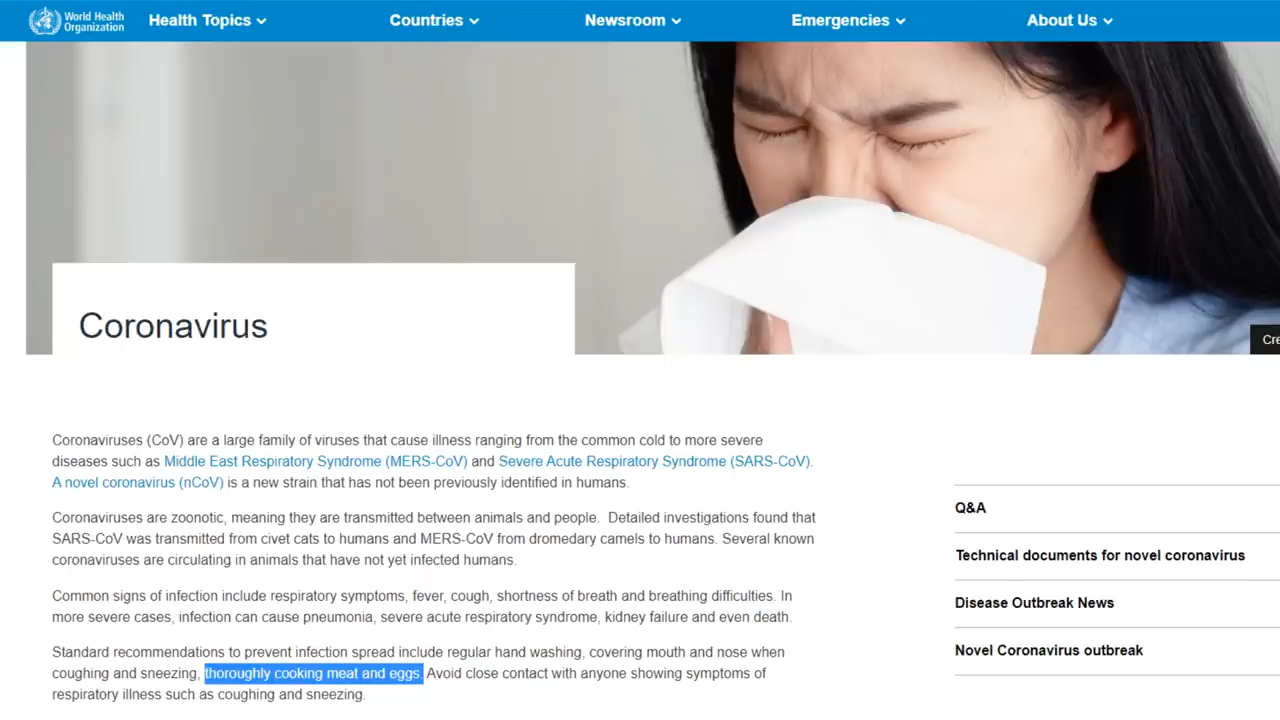 World Health
Organization
Health Topics
Countries
Newsroom
Emergencies
About Us
Coronavirus
Coronaviruses (CoV) are a large family of viruses that cause illness ranging from the common cold to more severe
diseases such as Middle East Respiratory Syndrome (MERS-CoV) and Severe Acute Respiratory Syndrome (SARS-CoV).
A novel coronavirus (nCoV) is a new strain that has not been previously identified in humans.
Coronaviruses are zoonotic, meaning they are transmitted between animals and people. Detailed investigations found that
SARS-CoV was transmitted from civet cats to humans and MERS-CoV from dromedary camels to humans. Several known
coronaviruses are circulating in animals that have not yet infected humans.
Common signs of infection include respiratory symptoms, fever, cough, shortness of breath and breathing difficulties. In
more severe cases, infection can cause pneumonia, severe acute respiratory syndrome, kidney failure and even death.
Standard recommendations to prevent infection spread include regular hand washing, covering mouth and nose when
coughing and sneezing, thoroughly cooking meat and eggs. Avoid close contact with anyone showing symptoms of
respiratory illness such as coughing and sneezing.
Q&A
Technical documents for novel coronavirus
Disease Outbreak News
Novel Coronavirus outbreak